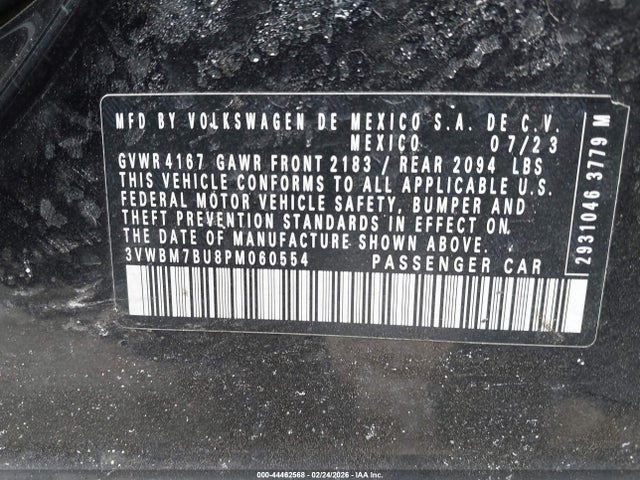 MFD BY VOLKSWAGEN DE MEXICO S.A. DE C.V.
MEXICO 07/23
GVWR 4167 GAWR FRONT 2183 / REAR 2094 LBS
THIS VEHICLE CONFORMS TO ALL APPLICABLE U.S.
FEDERAL MOTOR VEHICLE SAFETY, BUMPER AND
THEFT PREVENTION STANDARDS IN EFFECT ON
THE DATE OF MANUFACTURE SHOWN ABOVE.
3VWBM7BU8PM060554 PASSENGER CAR
2931046 3779 M
000-44462568 - 02/24/2026 - IAA Inc.